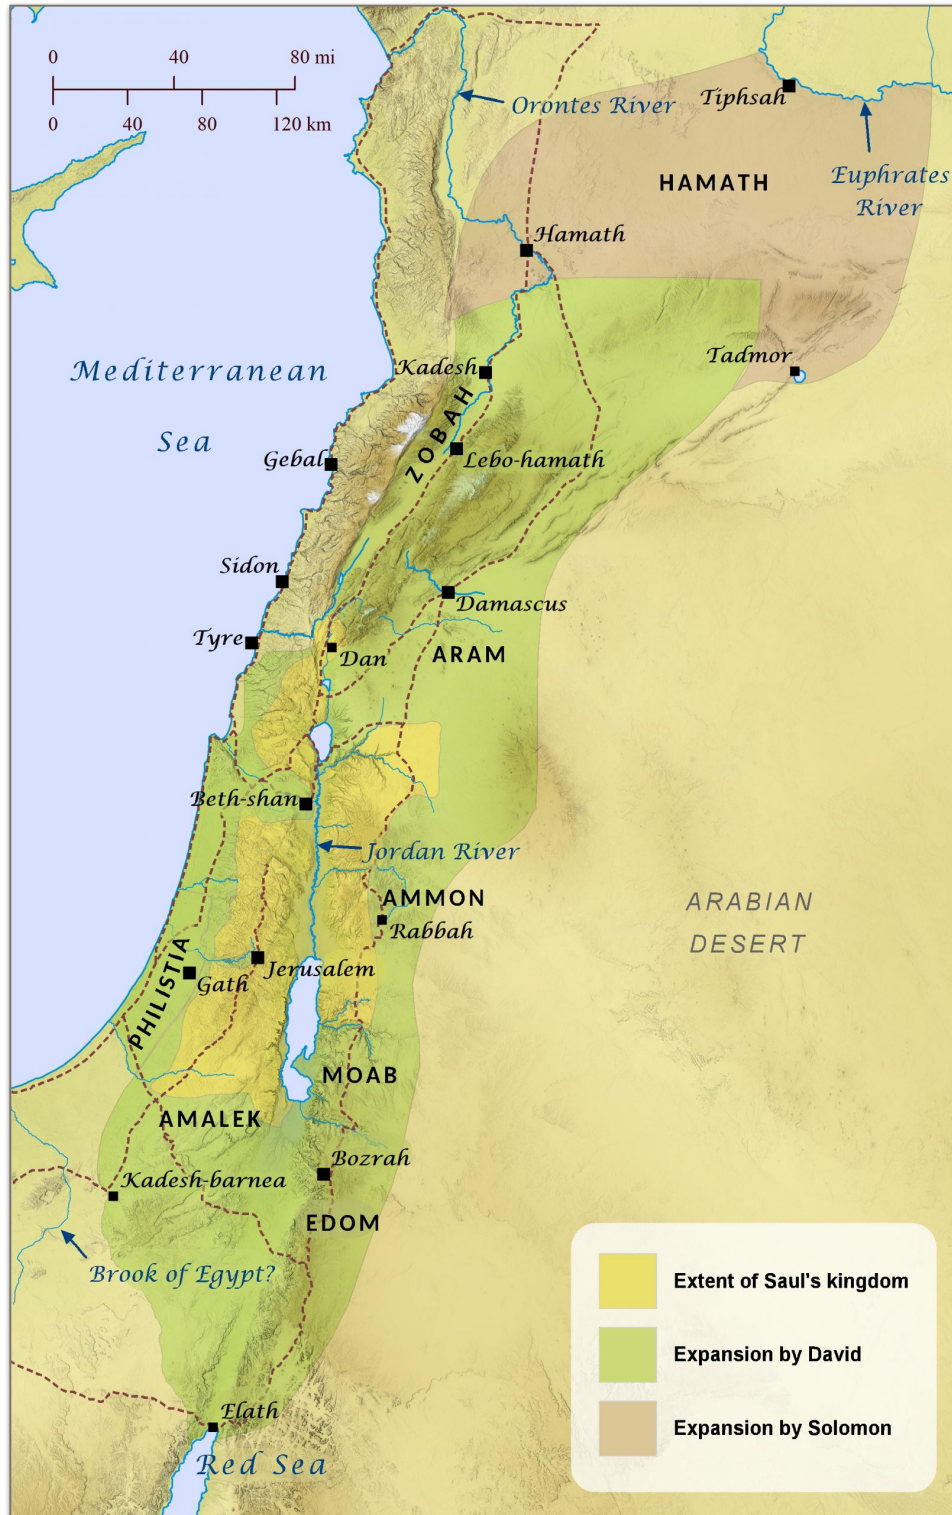 0 40 80 mi
0 40 80 120 km
Orontes River
Tiphsah
HAMATH
Euphrates
River
Hamath
Mediterranean
Sea
Kadesh
Tadmor
ZOBAH
Gebal
Lebo-hamath
Sidon
Damascus
Tyre
Dan
ARAM
Beth-shan
Jordan River
AMMON
Rabbah
ARABIAN
DESERT
PHILISTIA
Jerusalem
Gath
MOAB
AMALEK
Bozrah
Kadesh-barnea
EDOM
Brook of Egypt?
Elath
Red Sea
Extent of Saul's kingdom
Expansion by David
Expansion by Solomon